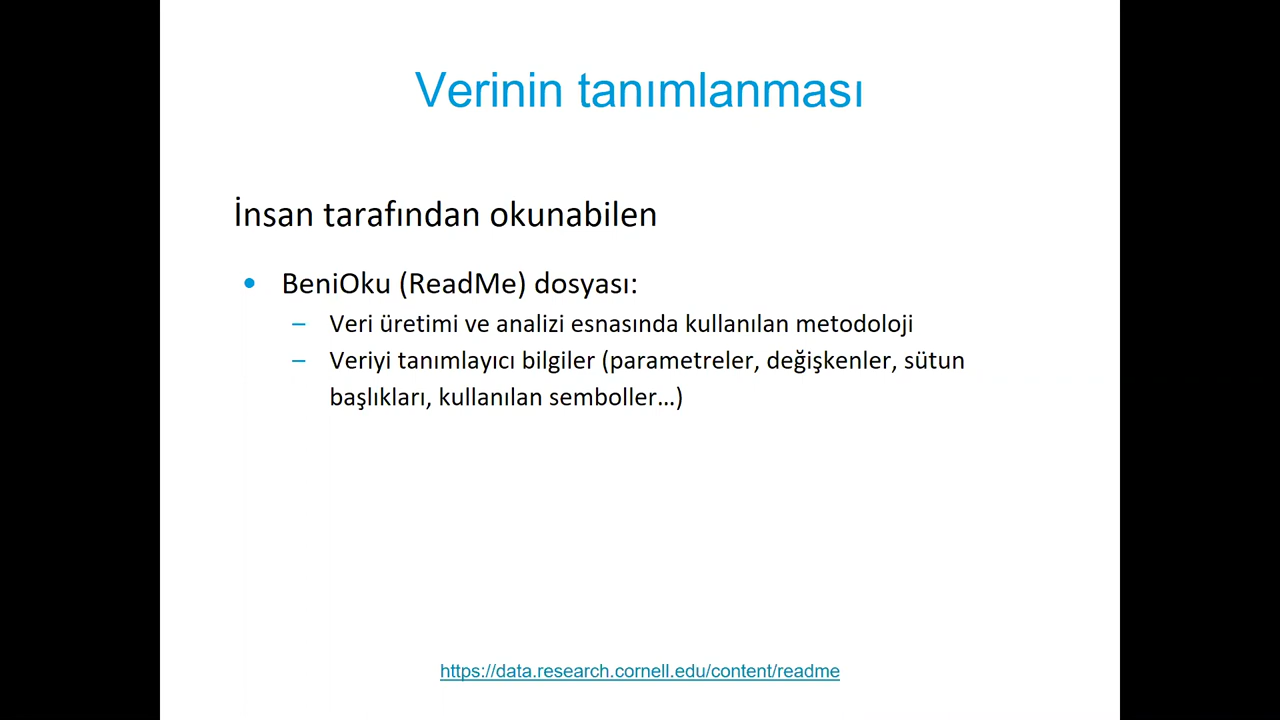 Verinin tanımlanması
İnsan tarafından okunabilen
• BeniOku (ReadMe) dosyası:
– Veri üretimi ve analizi esnasında kullanılan metodoloji
– Veriyi tanımlayıcı bilgiler (parametreler, değişkenler, sütun
başlıkları, kullanılan semboller…)
https://data.research.cornell.edu/content/readme